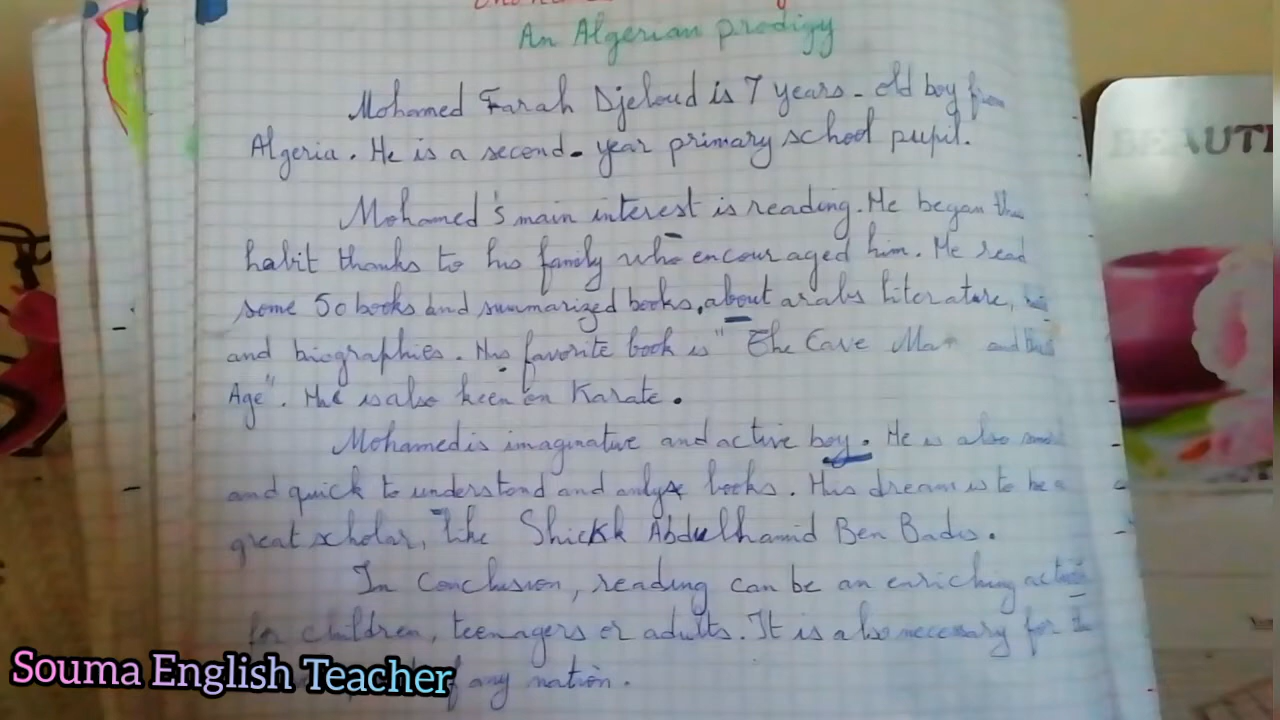 An Algerian prodigy
Mohamed Farah Djeloud is 7 years-old boy from
Algeria. He is a second-year primary school pupil.
Mohamed's main interest is reading. He began
habit thanks to his family who encouraged him. He read
some 50 books and summarized books, about arabs literature,
and biographies. His favorite book is "The Cave Man and this
Age". He is also keen on Karate.
Mohamed is imaginative and active boy. He is also
and quick to understand and anlyse books. His dream is to be a
great scholar, like Shickh Abdulhamid Ben Badis.
In Conclusion, reading can be an enriching
for children, teenagers or adults. It is also necessary for
of any nation.
Souma English Teacher